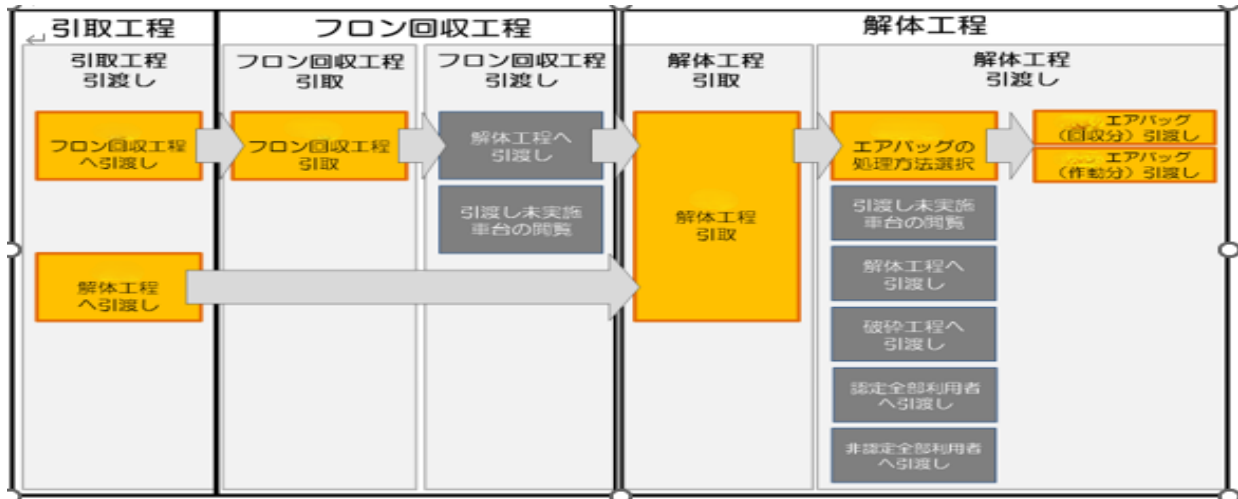 引取工程
フロン回収工程
解体工程
引取工程
引渡し
フロン回収工程
引取
フロン回収工程
引渡し
解体工程
引取
解体工程
引渡し
フロン回収工程
へ引渡し
フロン回収工程
引取
解体工程へ
引渡し
引渡し未実施
車台の閲覧
解体工程
へ引渡し
解体工程
引取
エアバッグの
処理方法選択
引渡し未実施
車台の閲覧
解体工程へ
引渡し
破砕工程へ
引渡し
認定全部利用者
へ引渡し
非認定全部利用者
へ引渡し
エアバッグ
(回収分)引渡し
エアバッグ
(作動分)引渡し